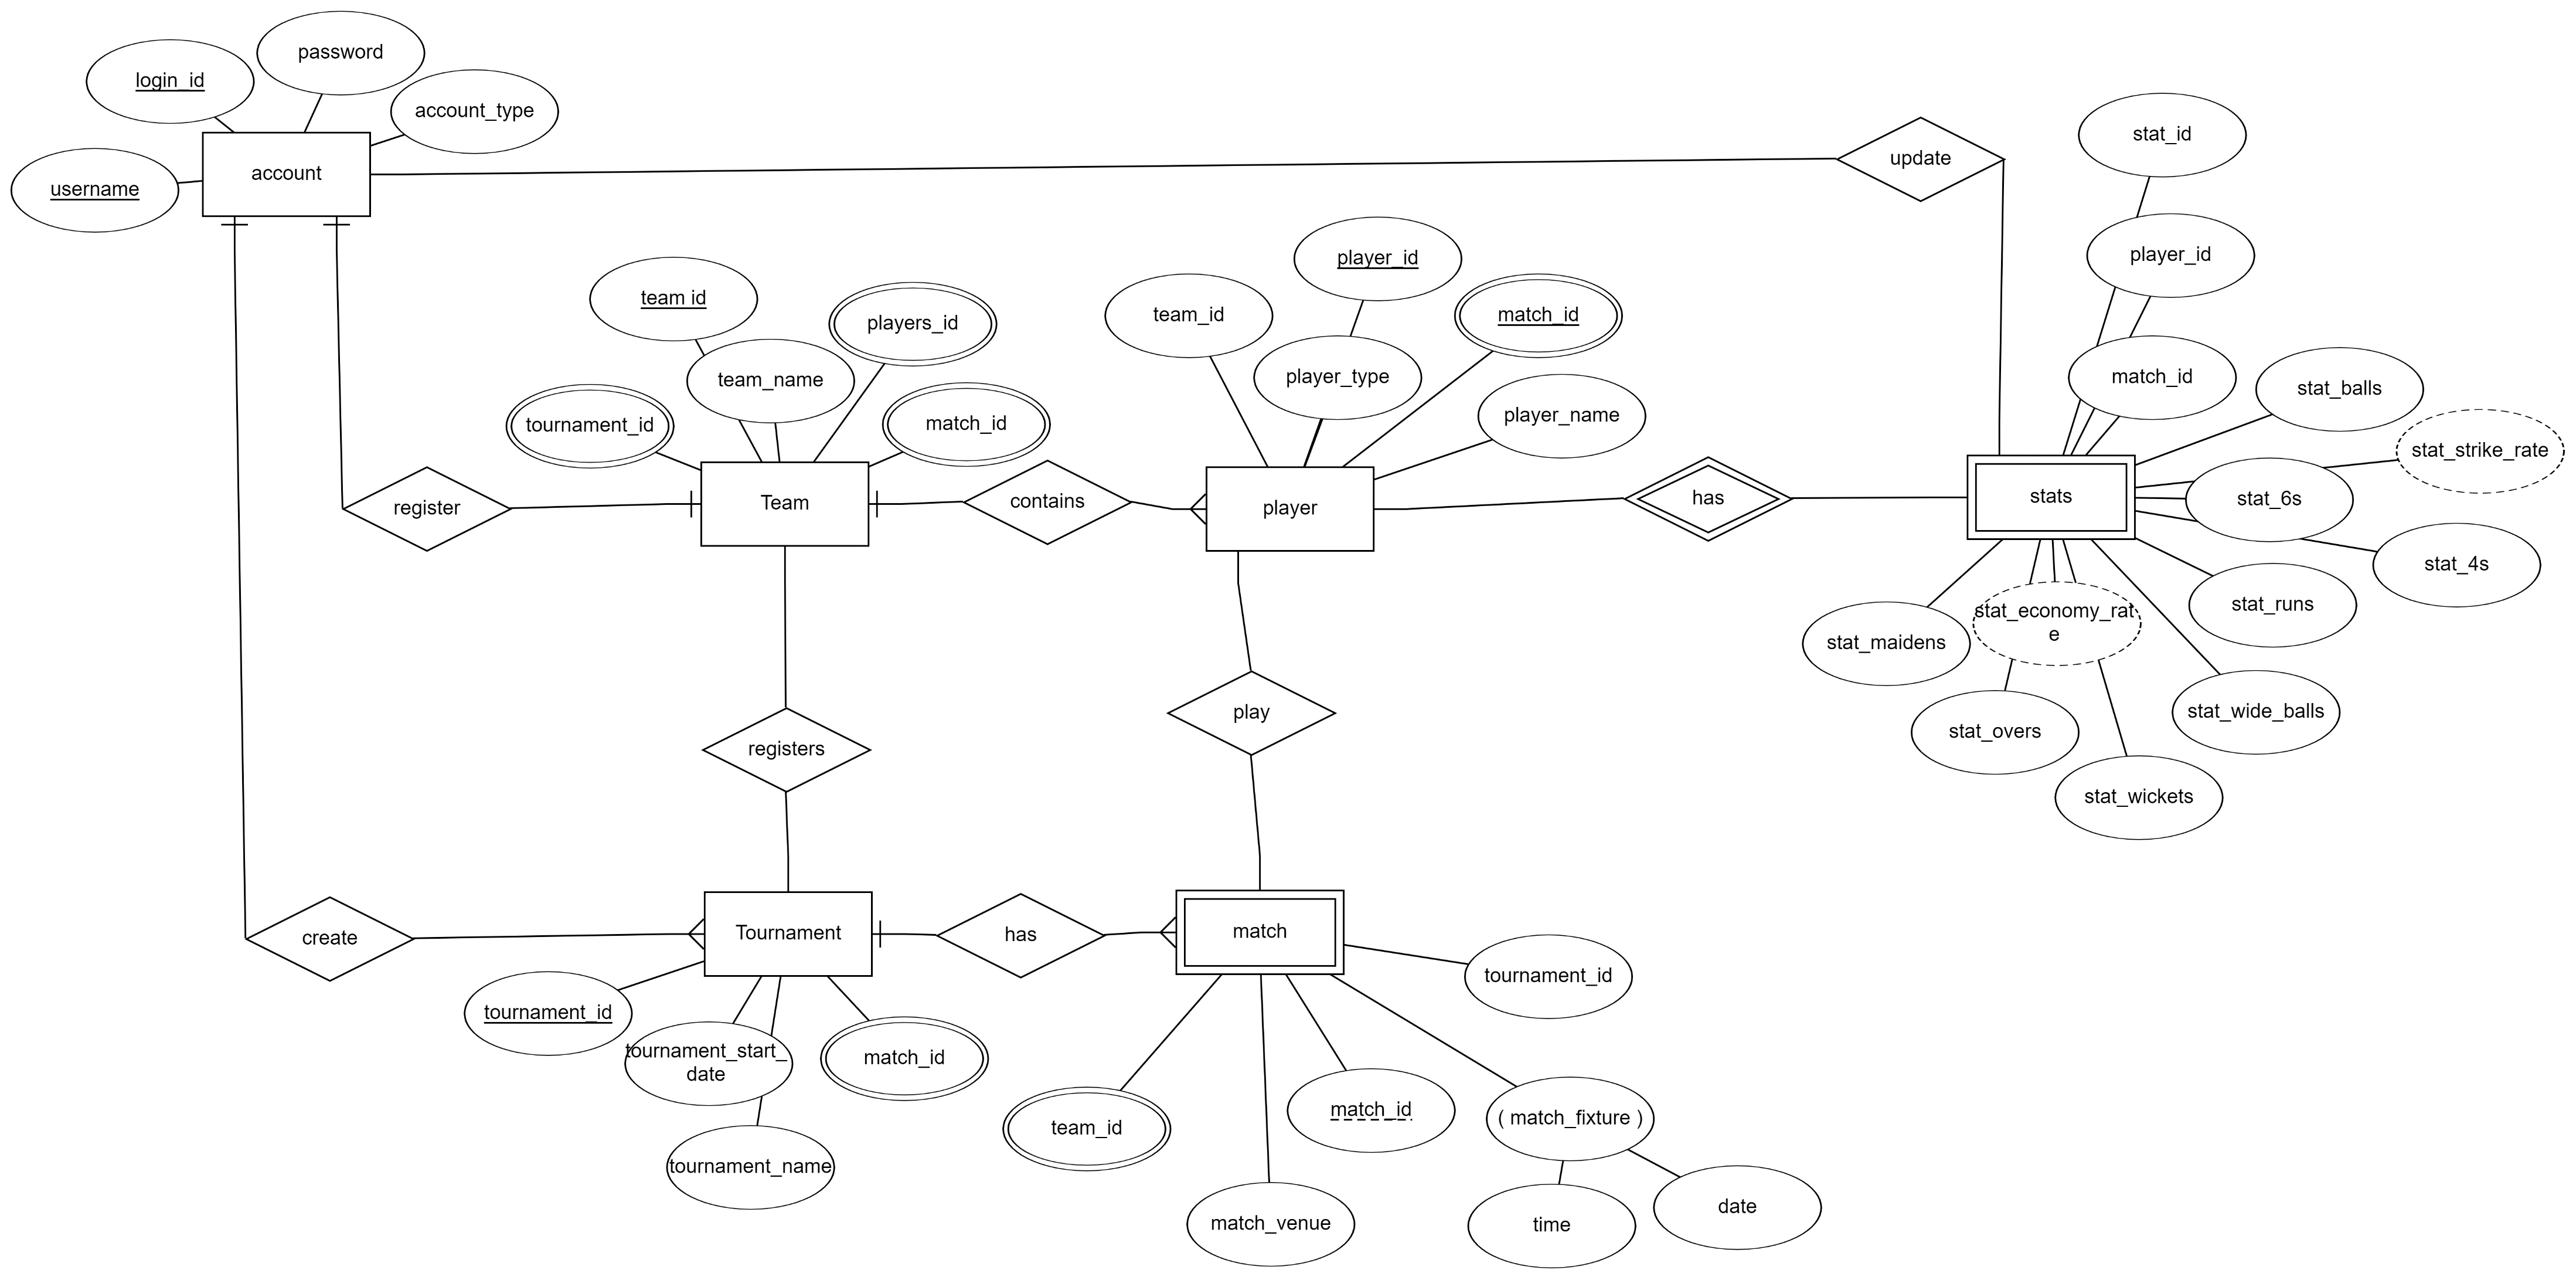 password
login_id
account_type
stat_id
update
account
username
player_id
player_id
team id
team_id
match_id
players_id
team_name
player_type
match_id
stat_balls
player_name
tournament_id
match_id
stat_strike_rate
register
Team
contains
player
has
stats
stat_6s
stat_4s
stat_runs
stat_economy_rat
e
stat_maidens
stat_wide_balls
play
stat_overs
registers
stat_wickets
create
Tournament
has
match
tournament_id
tournament_id
tournament_start_
date
match_id
match_id
( match_fixture )
team_id
tournament_name
date
match_venue
time